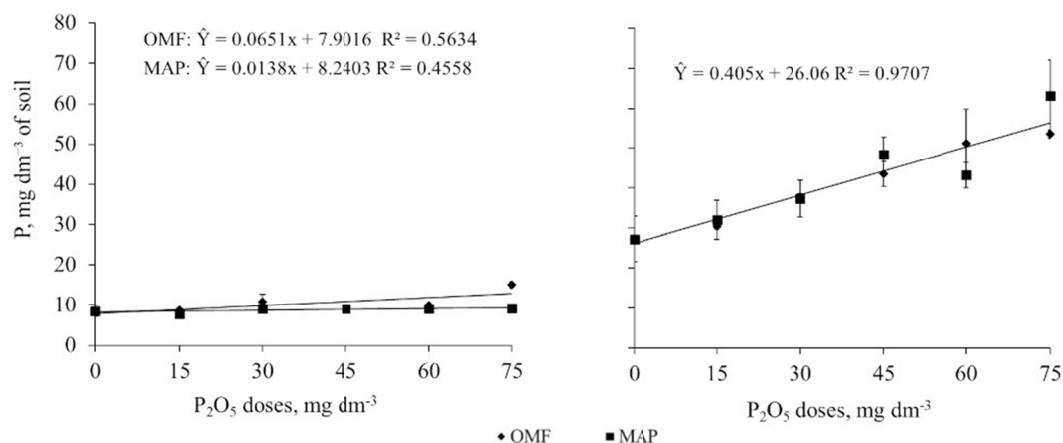 80
70
60
50
40
30
20
10
0
P, mg dm⁻³ of soil
OMF: Ŷ = 0.0651x + 7.9016 R² = 0.5634
MAP: Ŷ = 0.0138x + 8.2403 R² = 0.4558
0 15 30 45 60 75
P₂O₅ doses, mg dm⁻³
Ŷ = 0.405x + 26.06 R² = 0.9707
0 15 30 45 60 75
P₂O₅ doses, mg dm⁻³
OMF MAP